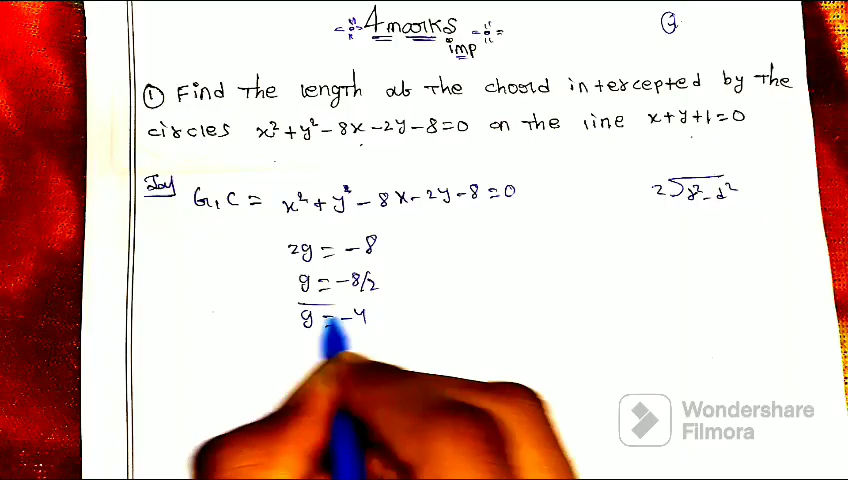 4 marks
imp
① Find the length ob the chord intercepted by the
circles x²+y²-8x-2y-8=0 on the line x+y+1=0
Sol G.C = x²+y²-8x-2y-8=0
2√r²-d²
2g = -8
g = -8/2
g = -4
Wondershare
Filmora